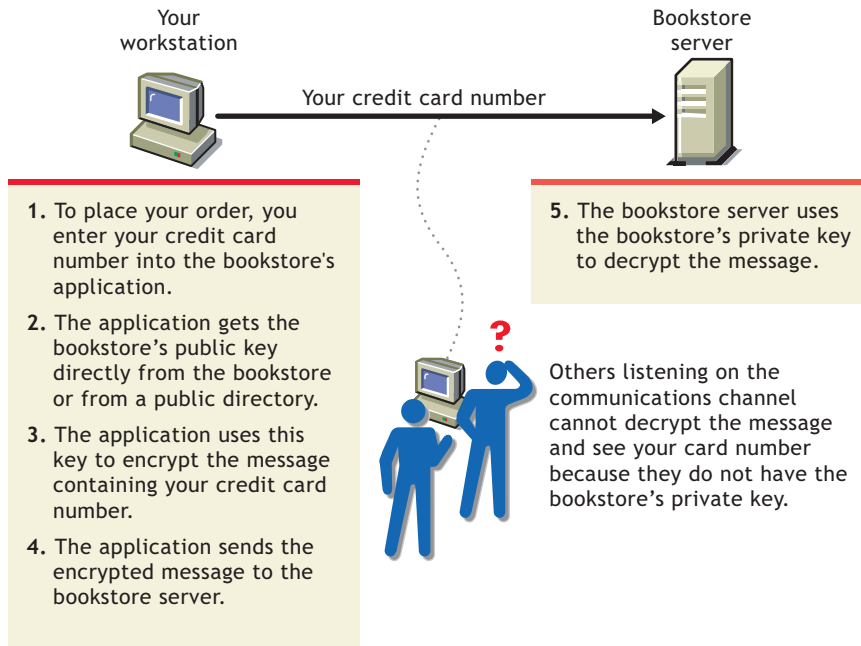 Your
workstation
Bookstore
server
Your credit card number
1. To place your order, you
enter your credit card
number into the bookstore's
application.
2. The application gets the
bookstore’s public key
directly from the bookstore
or from a public directory.
3. The application uses this
key to encrypt the message
containing your credit card
number.
4. The application sends the
encrypted message to the
bookstore server.
5. The bookstore server uses
the bookstore’s private key
to decrypt the message.
?
Others listening on the
communications channel
cannot decrypt the message
and see your card number
because they do not have the
bookstore’s private key.